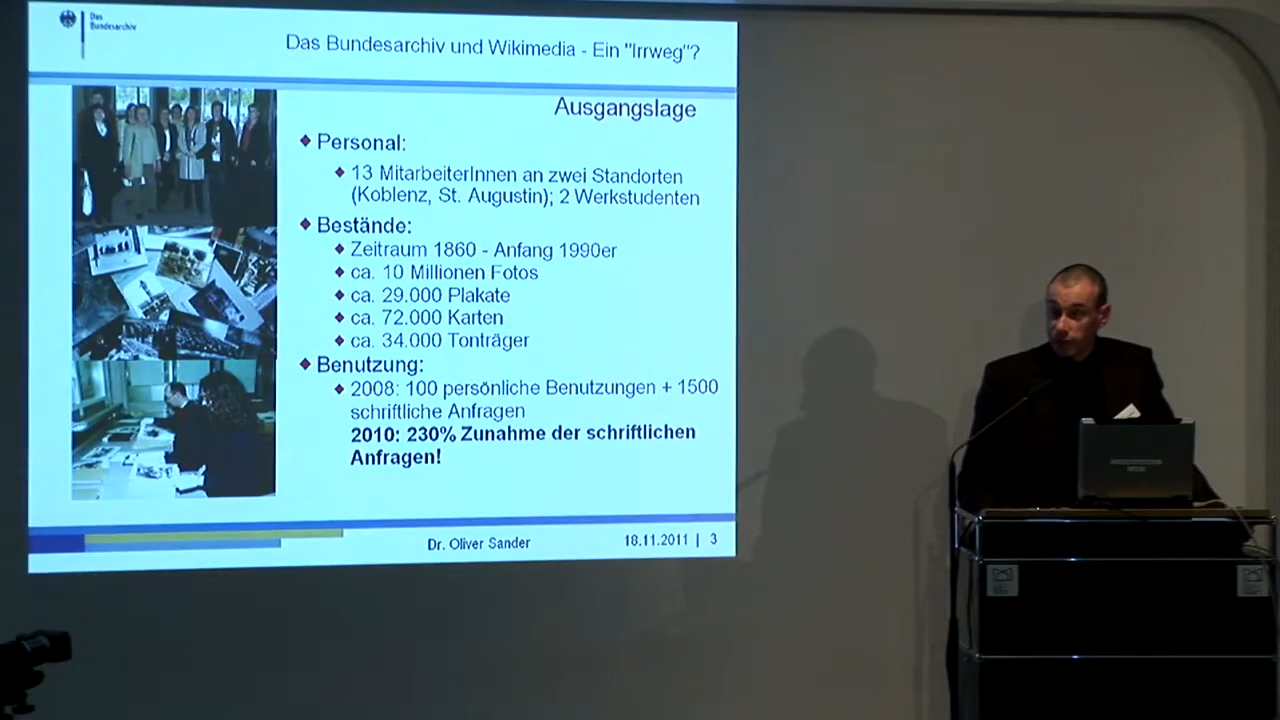 Das
Bundesarchiv
Das Bundesarchiv und Wikimedia - Ein "Irrweg"?
Ausgangslage
Personal:
13 MitarbeiterInnen an zwei Standorten
(Koblenz, St. Augustin); 2 Werkstudenten
Bestände:
Zeitraum 1860 - Anfang 1990er
ca. 10 Millionen Fotos
ca. 29.000 Plakate
ca. 72.000 Karten
ca. 34.000 Tonträger
Benutzung:
2008: 100 persönliche Benutzungen + 1500
schriftliche Anfragen
2010: 230% Zunahme der schriftlichen
Anfragen!
Dr. Oliver Sander
18.11.2011 | 3